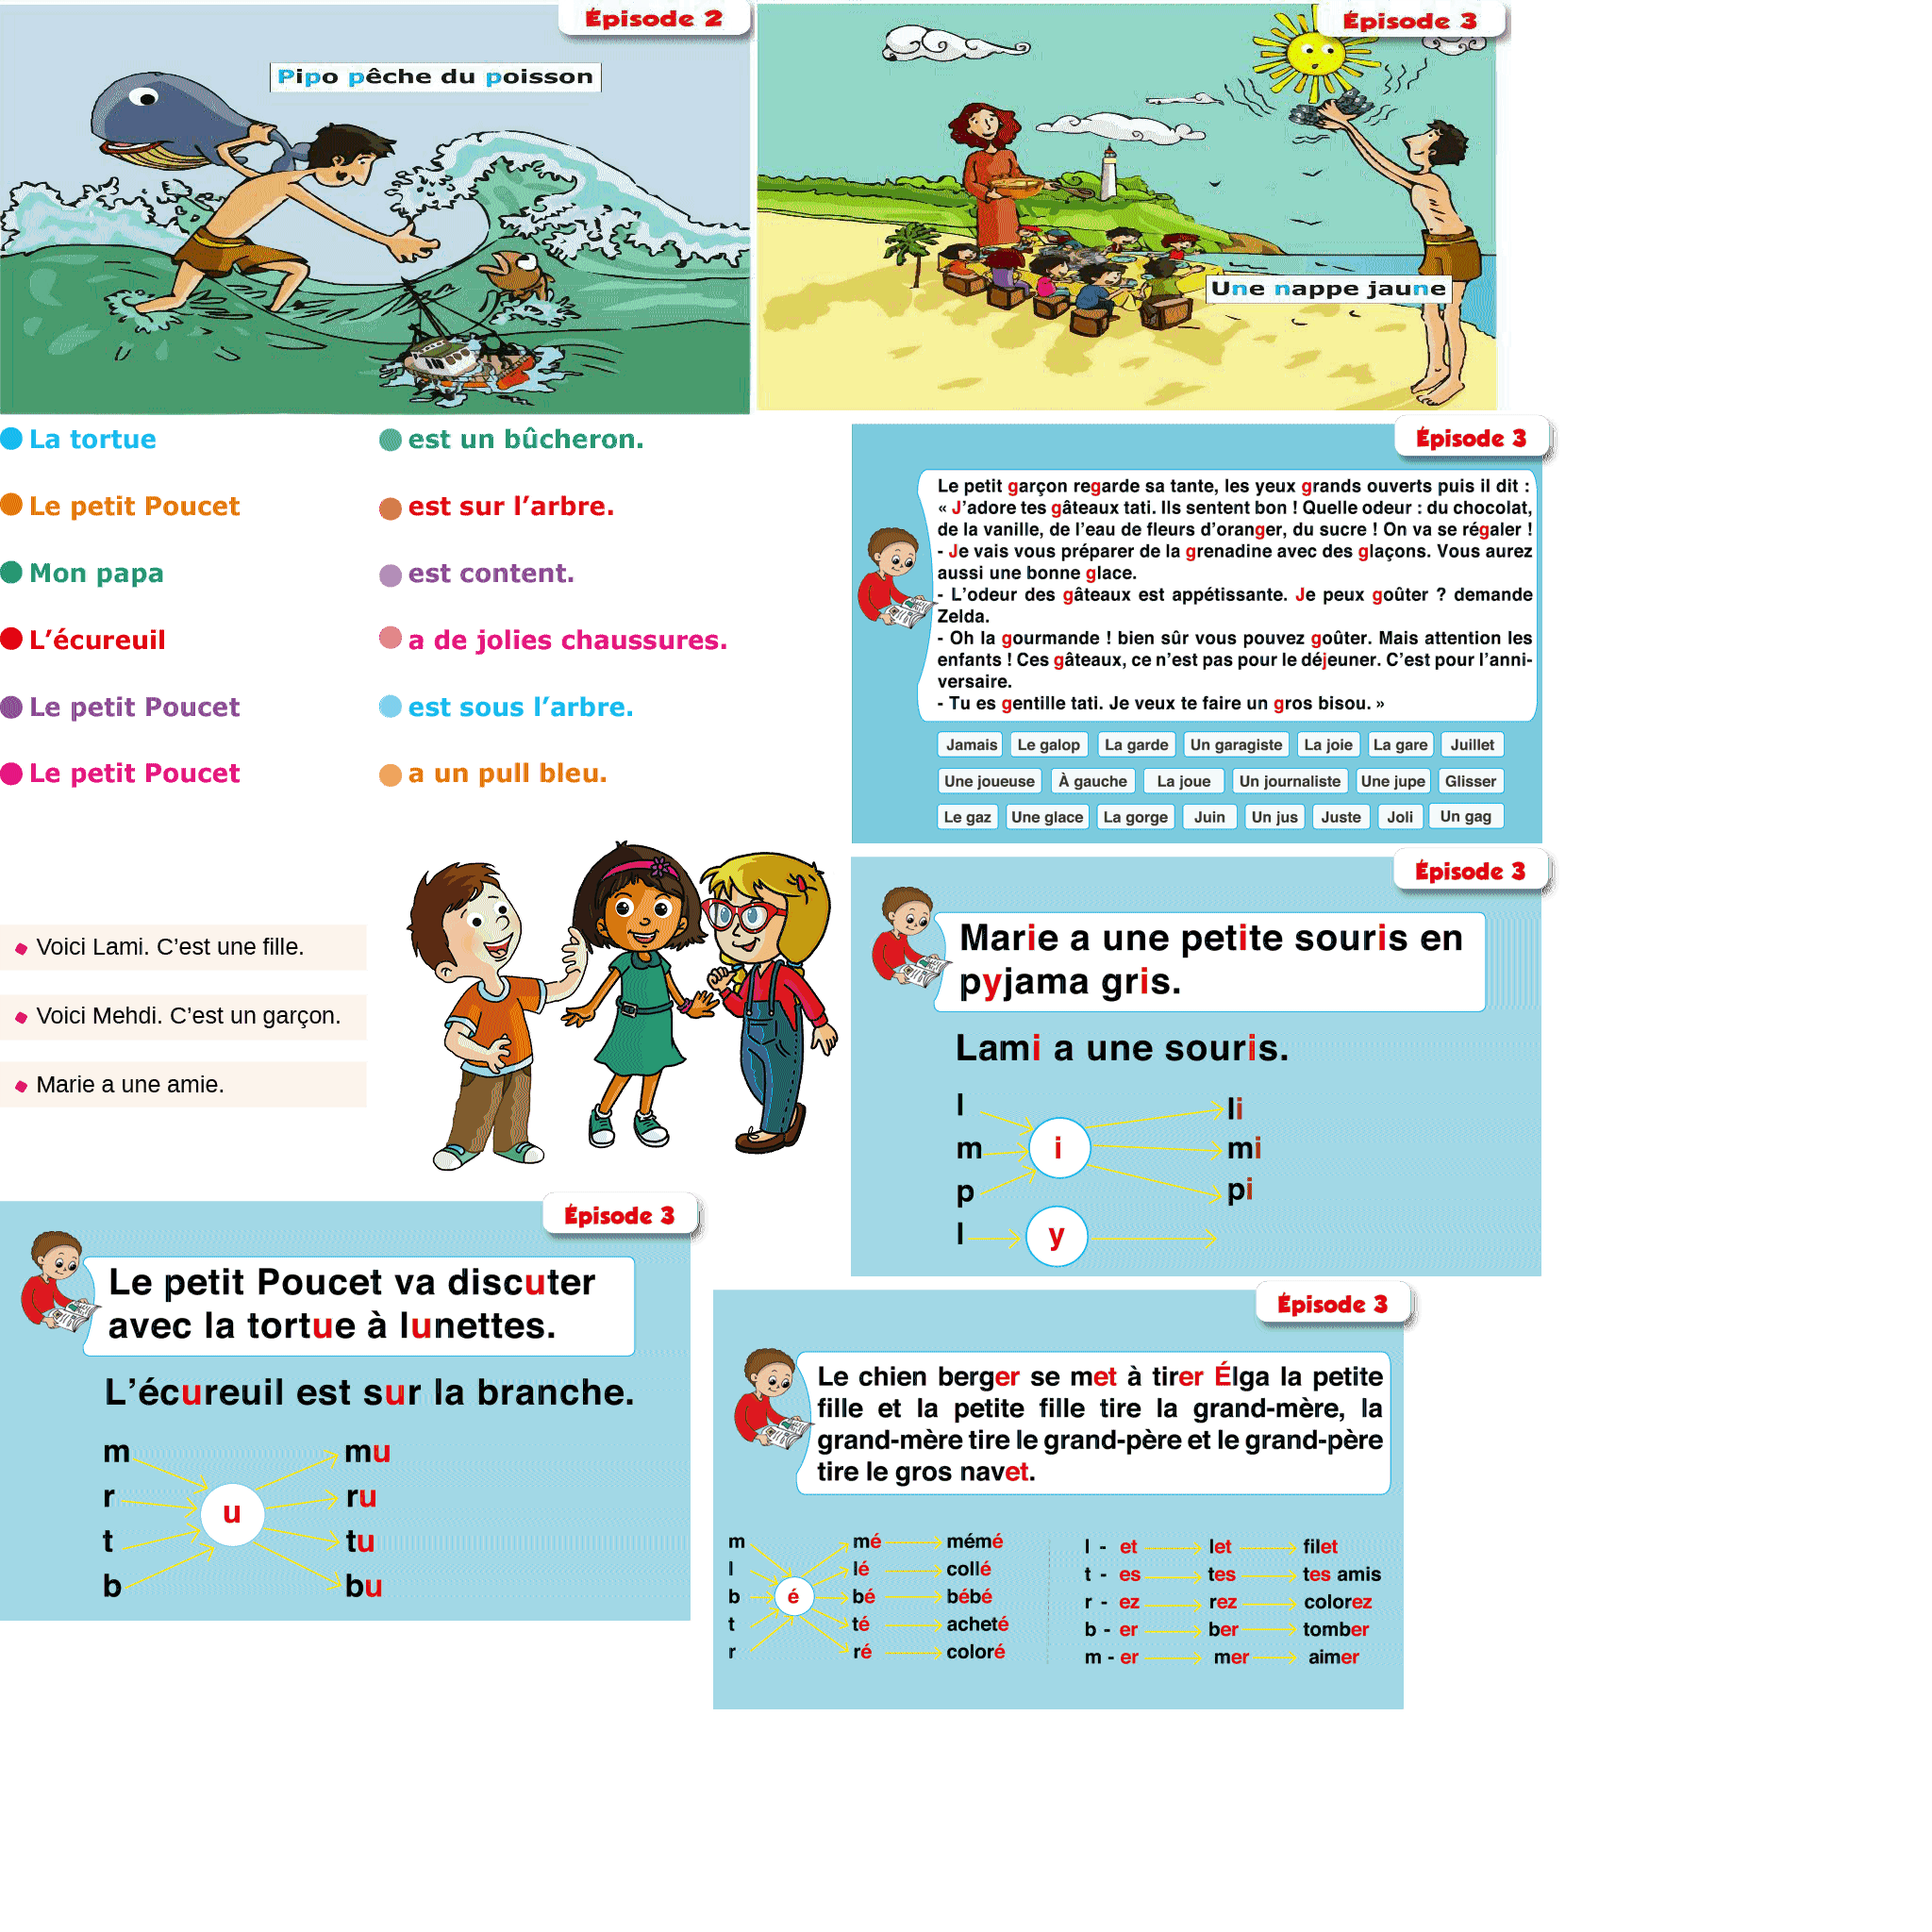 Épisode 2
Pipo pêche du poisson
Épisode 3
Une nappe jaune
La tortue
Le petit Poucet
Mon papa
L’écureuil
Le petit Poucet
Le petit Poucet
est un bûcheron.
est sur l’arbre.
est content.
a de jolies chaussures.
est sous l’arbre.
a un pull bleu.
Épisode 3
Le petit garçon regarde sa tante, les yeux grands ouverts puis il dit :
« J’adore tes gâteaux tati. Ils sentent bon ! Quelle odeur : du chocolat,
de la vanille, de l’eau de fleurs d’oranger, du sucre ! On va se régaler !
- Je vais vous préparer de la grenadine avec des glaçons. Vous aurez
aussi une bonne glace.
- L’odeur des gâteaux est appétissante. Je peux goûter ? demande
Zelda.
- Oh la gourmande ! bien sûr vous pouvez goûter. Mais attention les
enfants ! Ces gâteaux, ce n’est pas pour le déjeuner. C’est pour l’anni-
versaire.
- Tu es gentille tati. Je veux te faire un gros bisou. »
Jamais Le galop La garde Un garagiste La joie La gare Juillet
Une joueuse À gauche La joue Un journaliste Une jupe Glisser
Le gaz Une glace La gorge Juin Un jus Juste Joli Un gag
Voici Lami. C’est une fille.
Voici Mehdi. C’est un garçon.
Marie a une amie.
Épisode 3
Marie a une petite souris en
pyjama gris.
Lami a une souris.
l li
m i mi
p pi
l y
Épisode 3
Le petit Poucet va discuter
avec la tortue à lunettes.
L’écureuil est sur la branche.
m mu
r ru
u
t tu
b bu
Épisode 3
Le chien berger se met à tirer Élga la petite
fille et la petite fille tire la grand-mère, la
grand-mère tire le grand-père et le grand-père
tire le gros navet.
m mé mémé
l lé collé
b é bé bébé
t té acheté
r ré coloré
l - et let filet
t - es tes tes amis
r - ez rez colorez
b - er ber tomber
m - er mer aimer